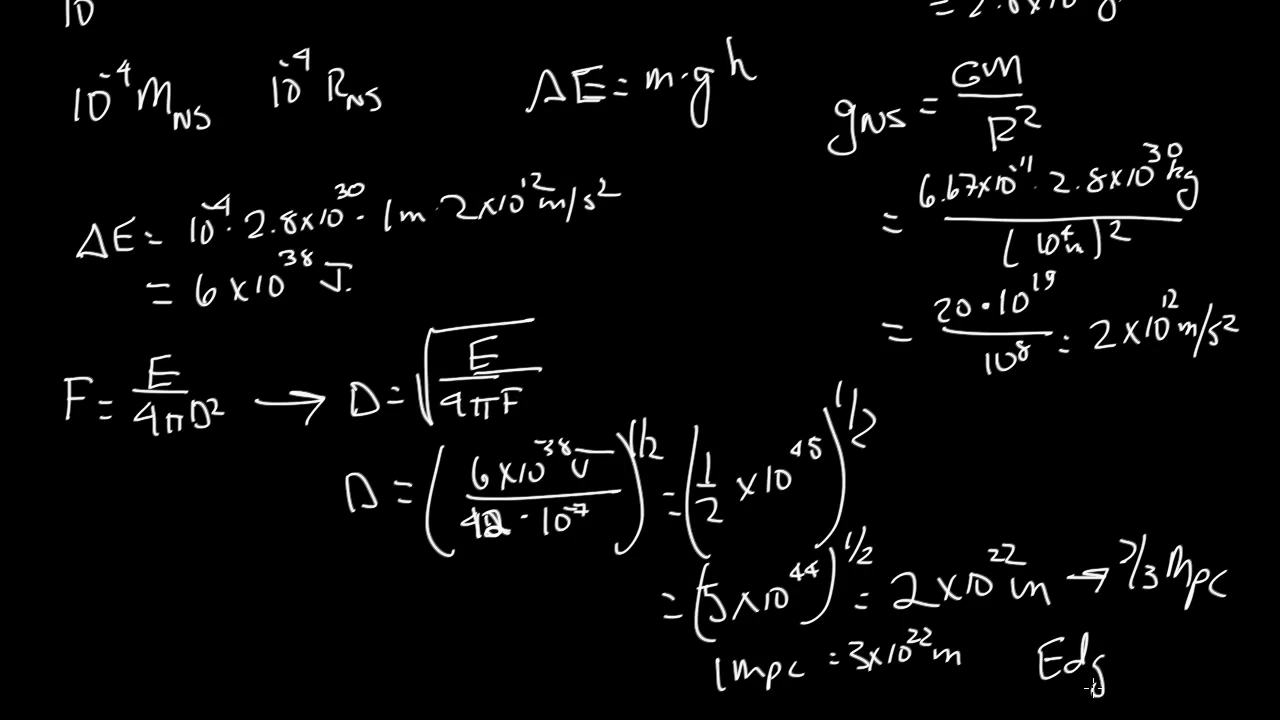 10
10⁻⁴ M_NS 10⁻⁴ R_NS
ΔE = m·g h
ΔE = 10⁻⁴ · 2.8×10³⁰ · 1m · 2×10¹² m/s²
= 6×10³⁸ J.
F = E / 4πD² → D = √(E / 4πF)
D = (6×10³⁸ J / 12 · 10⁻⁷)^1/2 = (1/2 × 10⁴⁵)^1/2
= (5×10⁴⁴)^1/2 = 2×10²² m → 2/3 Mpc
1 Mpc = 3×10²² m
g_NS = GM / R²
= 6.67×10⁻¹¹ · 2.8×10³⁰ kg / (10⁴ m)²
= 20·10¹⁹ / 10⁸ = 2×10¹² m/s²
Edg